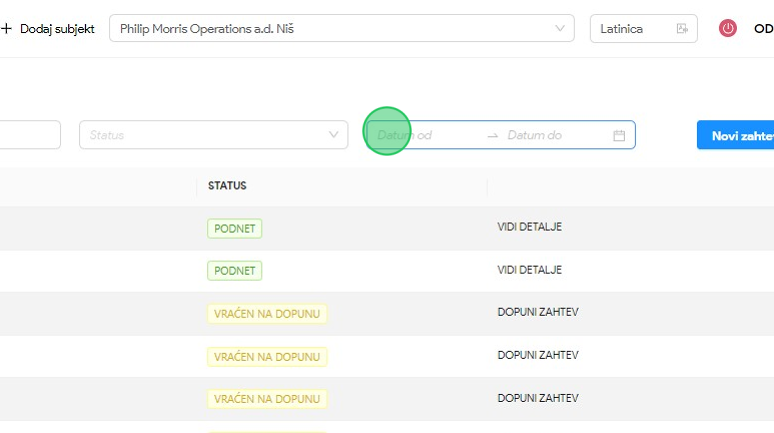 + Dodaj subjekt Philip Morris Operations a.d. Niš Latinica OD
Status Datum od → Datum do Novi zahtev
STATUS
PODNET VIDI DETALJE
PODNET VIDI DETALJE
VRAĆEN NA DOPUNU DOPUNI ZAHTEV
VRAĆEN NA DOPUNU DOPUNI ZAHTEV
VRAĆEN NA DOPUNU DOPUNI ZAHTEV